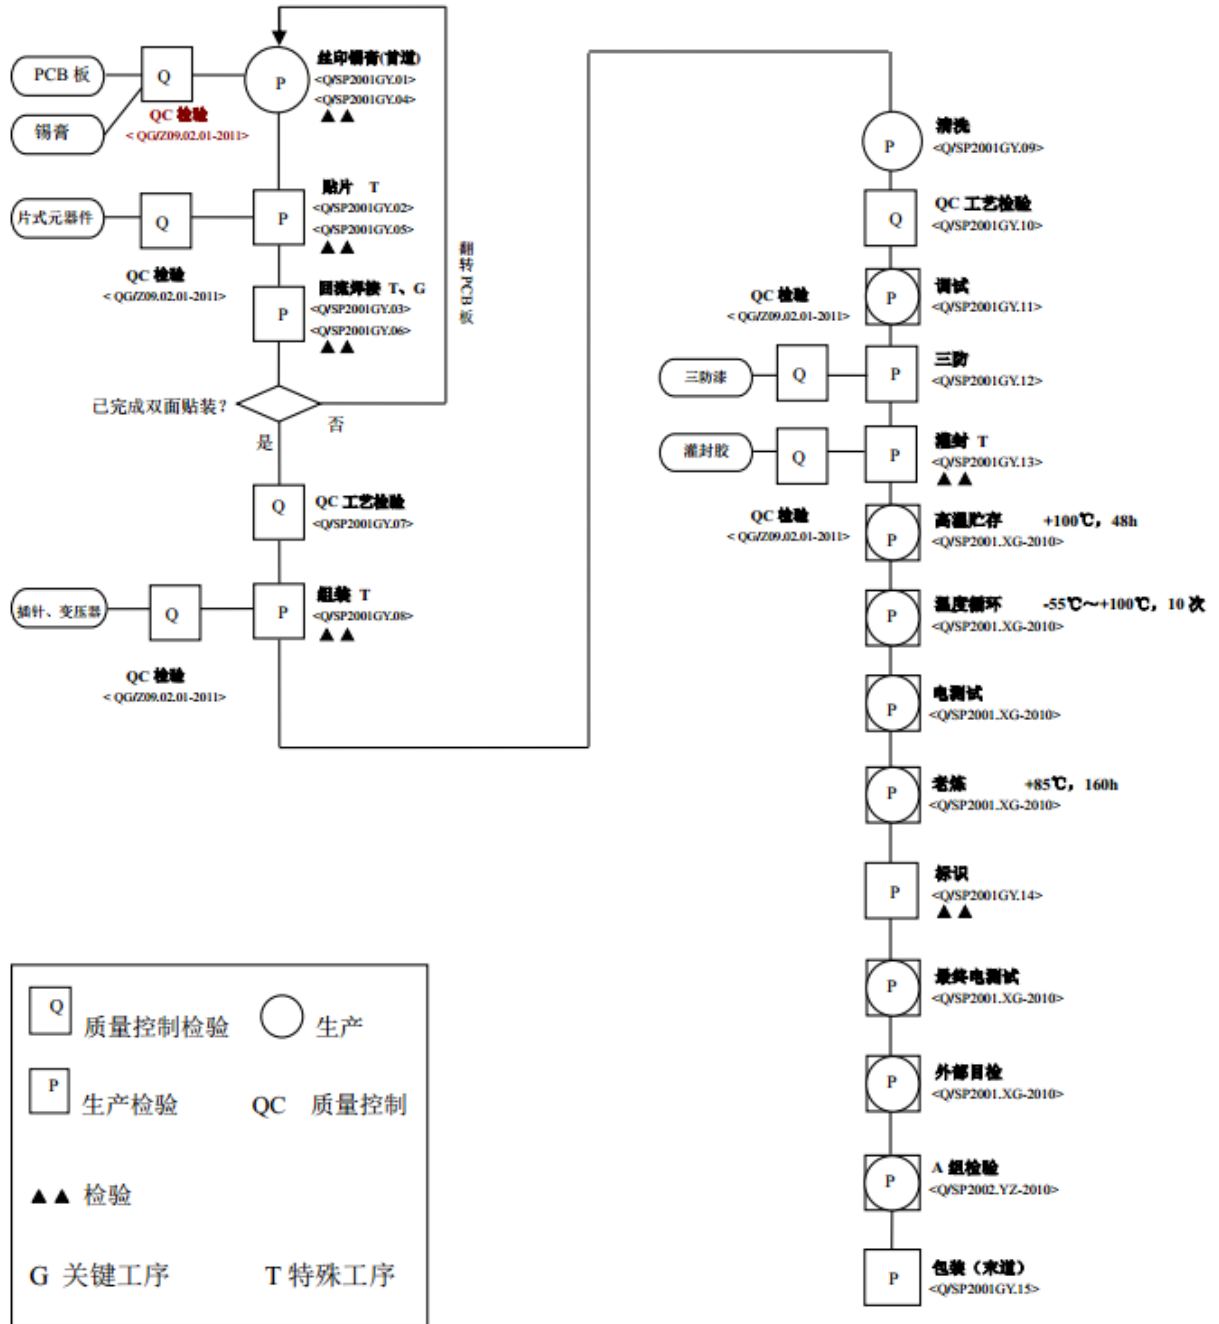 PCB 板
Q
P
丝印锡膏(首道)
<Q/SP2001GY.01>
<Q/SP2001GY.04>
▲ ▲
QC 检验
< QG/Z09.02.01-2011>
锡膏
片式元器件
Q
P
贴片 T
<Q/SP2001GY.02>
<Q/SP2001GY.05>
▲ ▲
QC 检验
< QG/Z09.02.01-2011>
P
回流焊接 T、G
<Q/SP2001GY.03>
<Q/SP2001GY.06>
▲ ▲
翻转 PCB 板
已完成双面贴装?
否
是
Q
QC 工艺检验
<Q/SP2001GY.07>
插针、变压器
Q
P
组装 T
<Q/SP2001GY.08>
▲ ▲
QC 检验
< QG/Z09.02.01-2011>
P
清洗
<Q/SP2001GY.09>
Q
QC 工艺检验
<Q/SP2001GY.10>
P
调试
<Q/SP2001GY.11>
QC 检验
< QG/Z09.02.01-2011>
三防漆
Q
P
三防
<Q/SP2001GY.12>
灌封胶
Q
P
灌封 T
<Q/SP2001GY.13>
▲ ▲
QC 检验
< QG/Z09.02.01-2011>
P
高温贮存 +100℃，48h
<Q/SP2001.XG-2010>
P
温度循环 -55℃～+100℃，10 次
<Q/SP2001.XG-2010>
P
电测试
<Q/SP2001.XG-2010>
P
老炼 +85℃，160h
<Q/SP2001.XG-2010>
P
标识
<Q/SP2001GY.14>
▲ ▲
P
最终电测试
<Q/SP2001.XG-2010>
P
外部目检
<Q/SP2001.XG-2010>
P
A 组检验
<Q/SP2002.YZ-2010>
P
包装（末道）
<Q/SP2001GY.15>
Q 质量控制检验 生产
P 生产检验 QC 质量控制
▲ ▲ 检验
G 关键工序 T 特殊工序